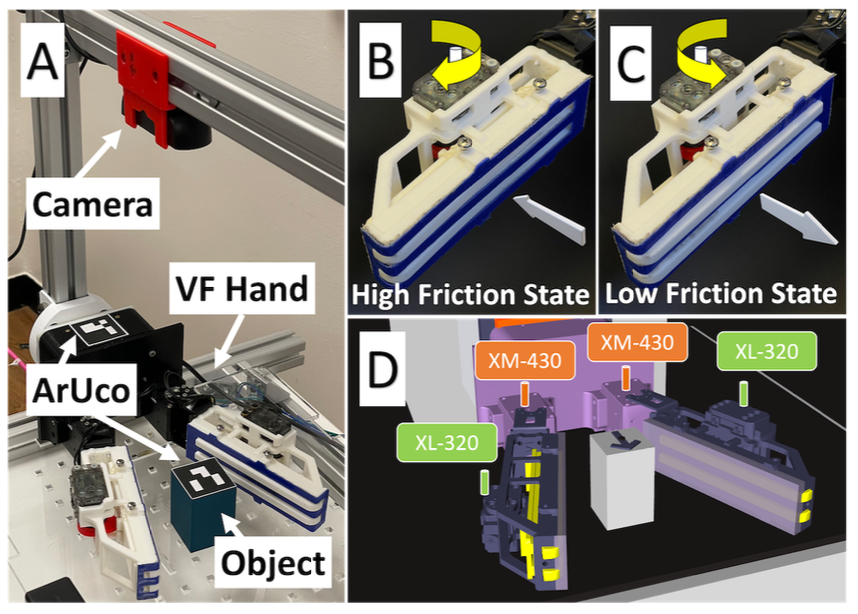 A
Camera
VF Hand
ArUco
Object
B
High Friction State
C
Low Friction State
D
XM-430
XM-430
XL-320
XL-320